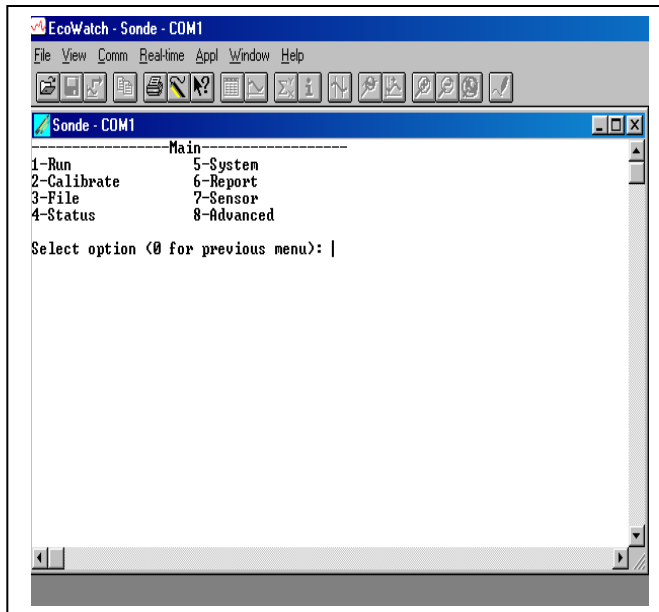 EcoWatch - Sonde - COM1
File View Comm Real-time Appl Window Help
Sonde - COM1
------------------Main-------------------
1-Run 5-System
2-Calibrate 6-Report
3-File 7-Sensor
4-Status 8-Advanced
Select option (0 for previous menu):